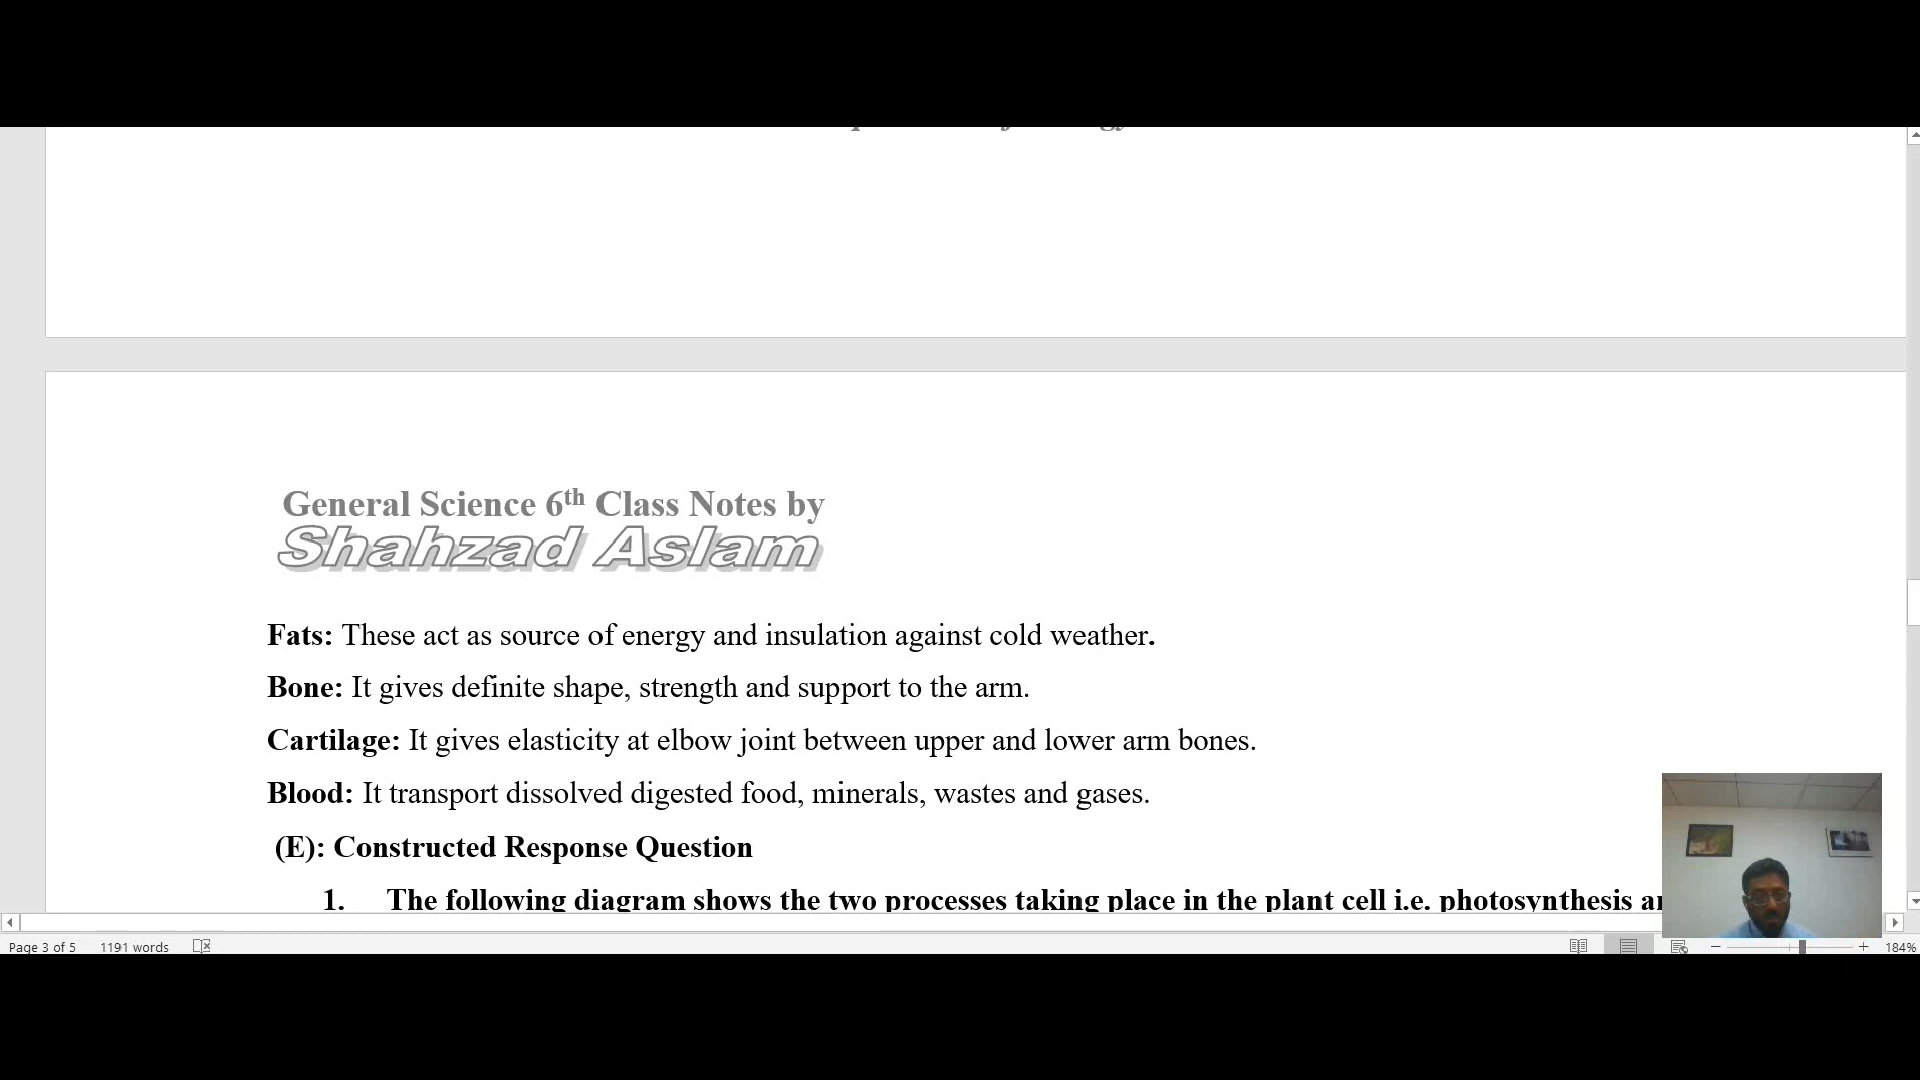 General Science 6th Class Notes by
Shahzad Aslam
Fats: These act as source of energy and insulation against cold weather.
Bone: It gives definite shape, strength and support to the arm.
Cartilage: It gives elasticity at elbow joint between upper and lower arm bones.
Blood: It transport dissolved digested food, minerals, wastes and gases.
(E): Constructed Response Question
1. The following diagram shows the two processes taking place in the plant cell i.e. photosynthesis
Page 3 of 5 1191 words 184%